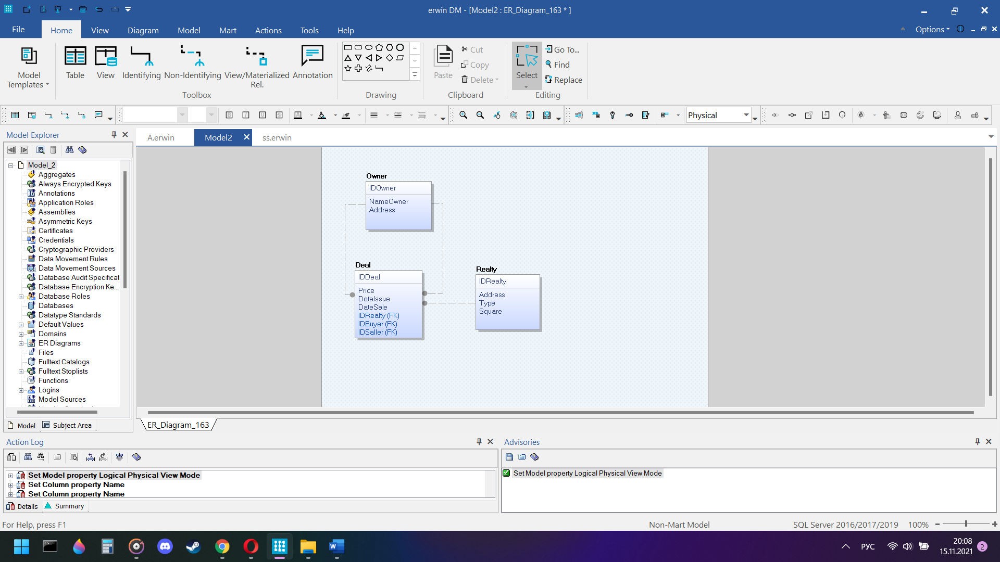 erwin DM - [Model2 : ER_Diagram_163 * ]
File
Home
View
Diagram
Model
Mart
Actions
Tools
Help
Options
Model Templates
Table
View
Identifying
Non-Identifying
View/Materialized Rel.
Annotation
Toolbox
Drawing
Paste
Cut
Copy
Delete
Clipboard
Select
Go To...
Find
Replace
Editing
Physical
Model Explorer
A.erwin
Model2
ss.erwin
Model_2
Aggregates
Always Encrypted Keys
Annotations
Application Roles
Assemblies
Asymmetric Keys
Certificates
Credentials
Cryptographic Providers
Data Movement Rules
Data Movement Sources
Database Audit Specificat
Database Encryption Ke...
Database Roles
Databases
Datatype Standards
Default Values
Domains
ER Diagrams
Files
Fulltext Catalogs
Fulltext Stoplists
Functions
Logins
Model Sources
Model
Subject Area
Owner
IDOwner
NameOwner
Address
Deal
IDDeal
Price
DateIssue
DateSale
IDRealty (FK)
IDBuyer (FK)
IDSaller (FK)
Realty
IDRealty
Address
Type
Square
ER_Diagram_163
Action Log
Set Model property Logical Physical View Mode
Set Column property Name
Set Column property Name
Details
Summary
Advisories
Set Model property Logical Physical View Mode
For Help, press F1
Non-Mart Model
SQL Server 2016/2017/2019
100%
РУС
20:08
15.11.2021
2